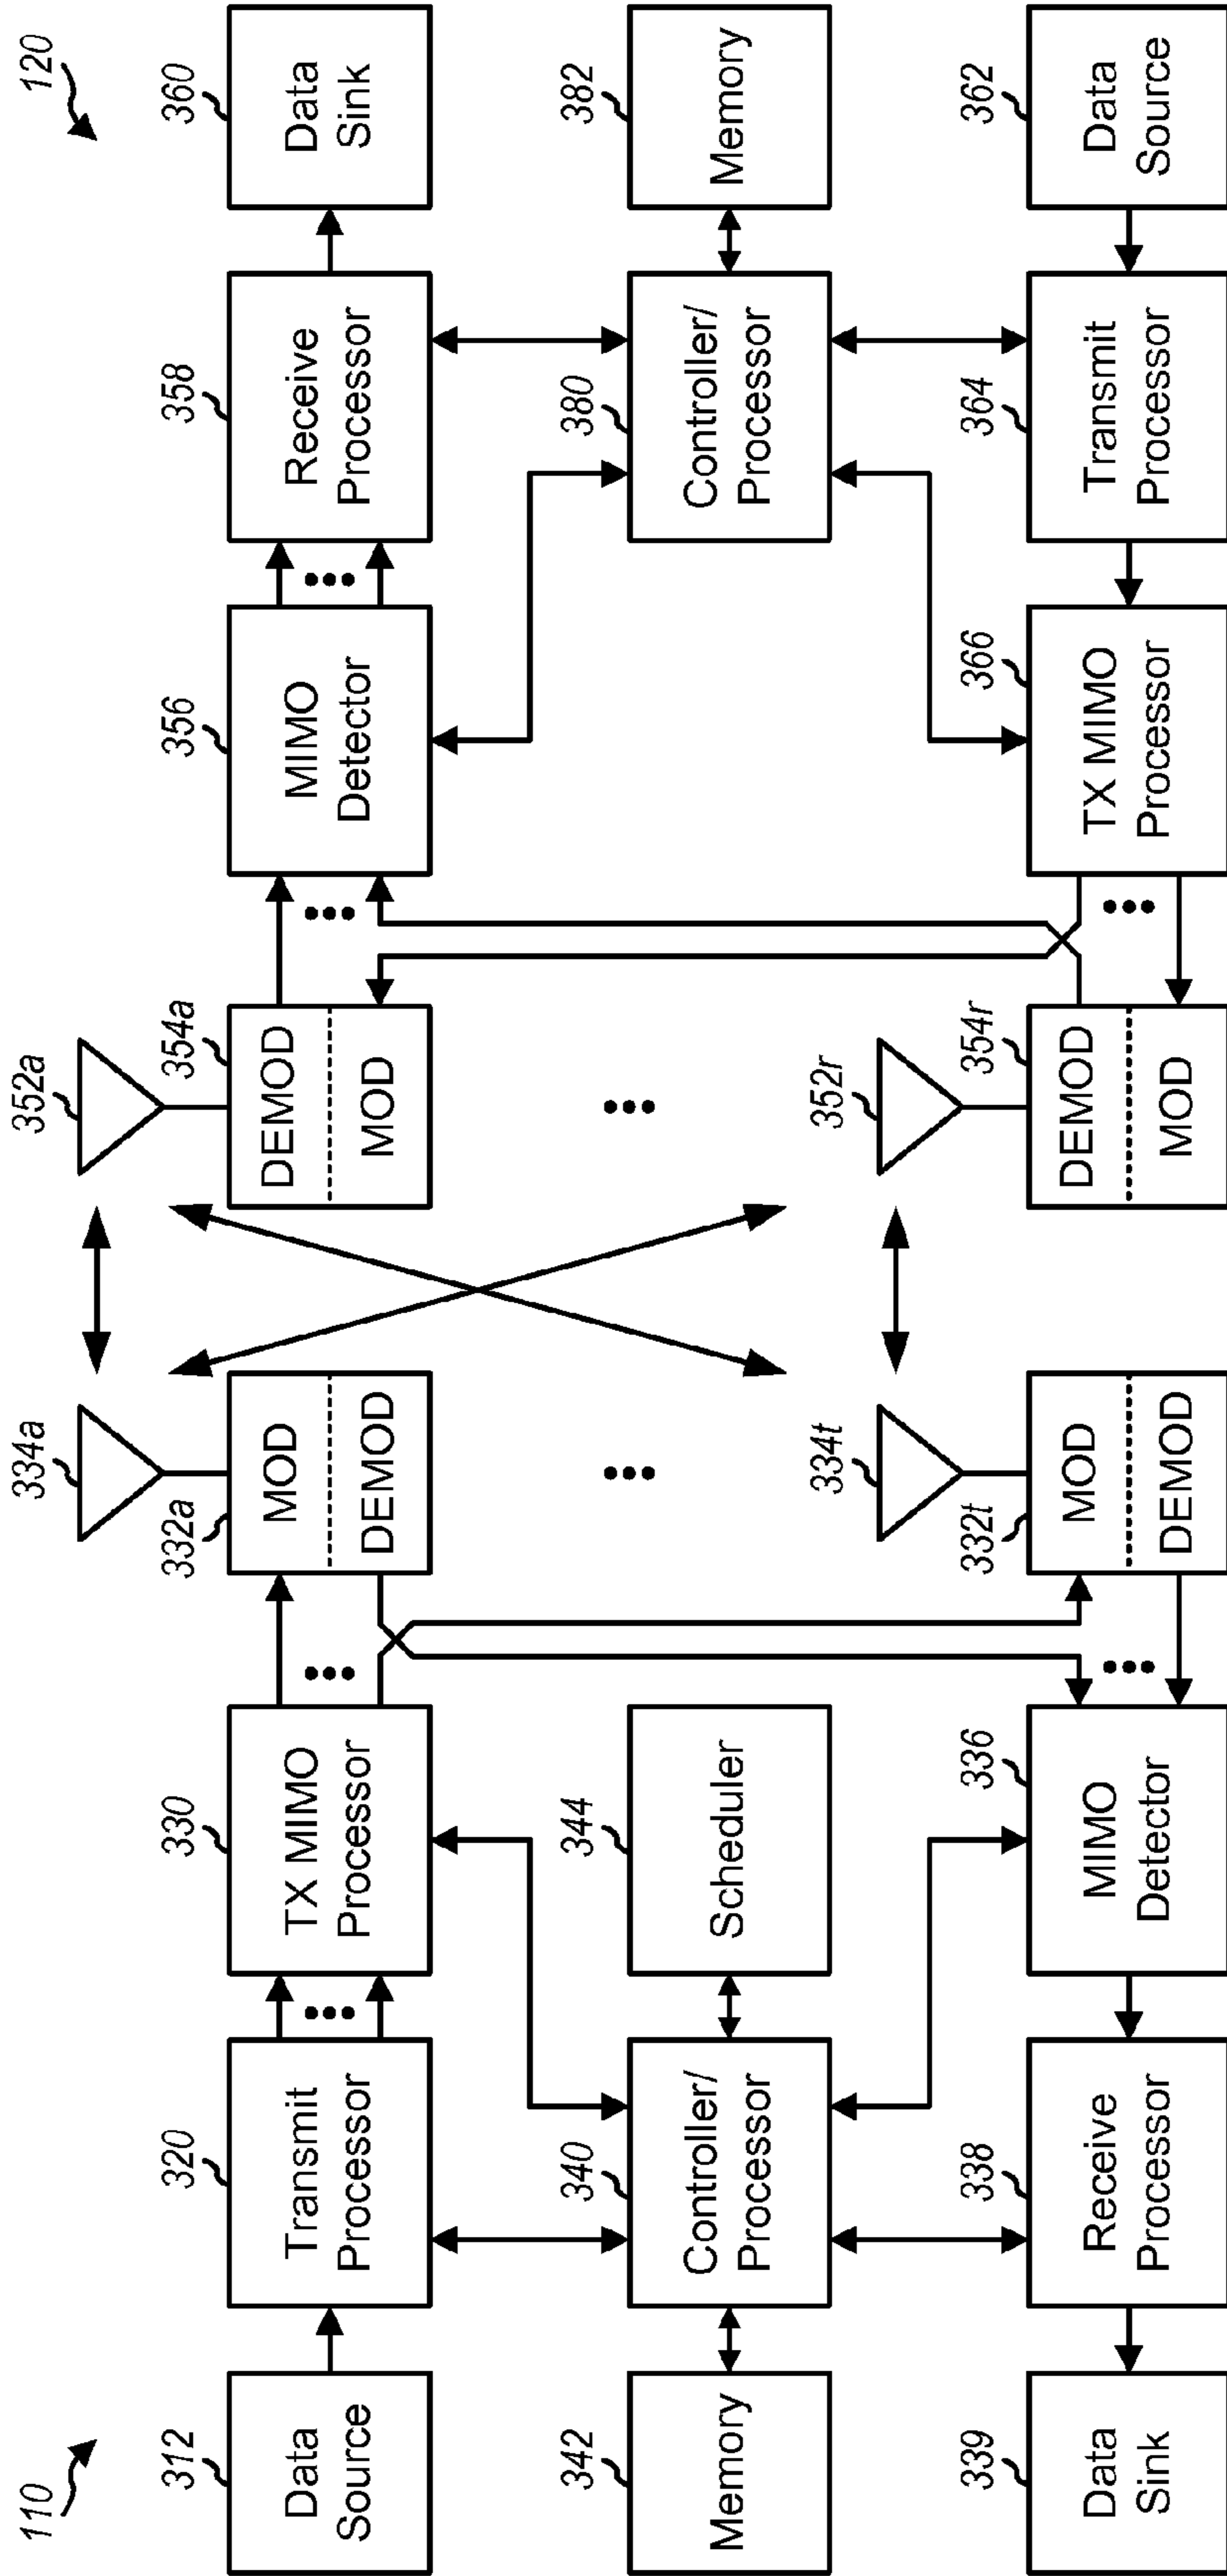 110
120
334a
352a
312
320
330
332a
354a
356
358
360
Data
Source
Transmit
Processor
TX MIMO
Processor
MOD
DEMOD
DEMOD
MOD
MIMO
Detector
Receive
Processor
Data
Sink
342
340
344
380
382
Memory
Controller/
Processor
Scheduler
Controller/
Processor
Memory
334t
352r
339
338
336
332t
354r
366
364
362
Data
Sink
Receive
Processor
MIMO
Detector
MOD
DEMOD
DEMOD
MOD
TX MIMO
Processor
Transmit
Processor
Data
Source